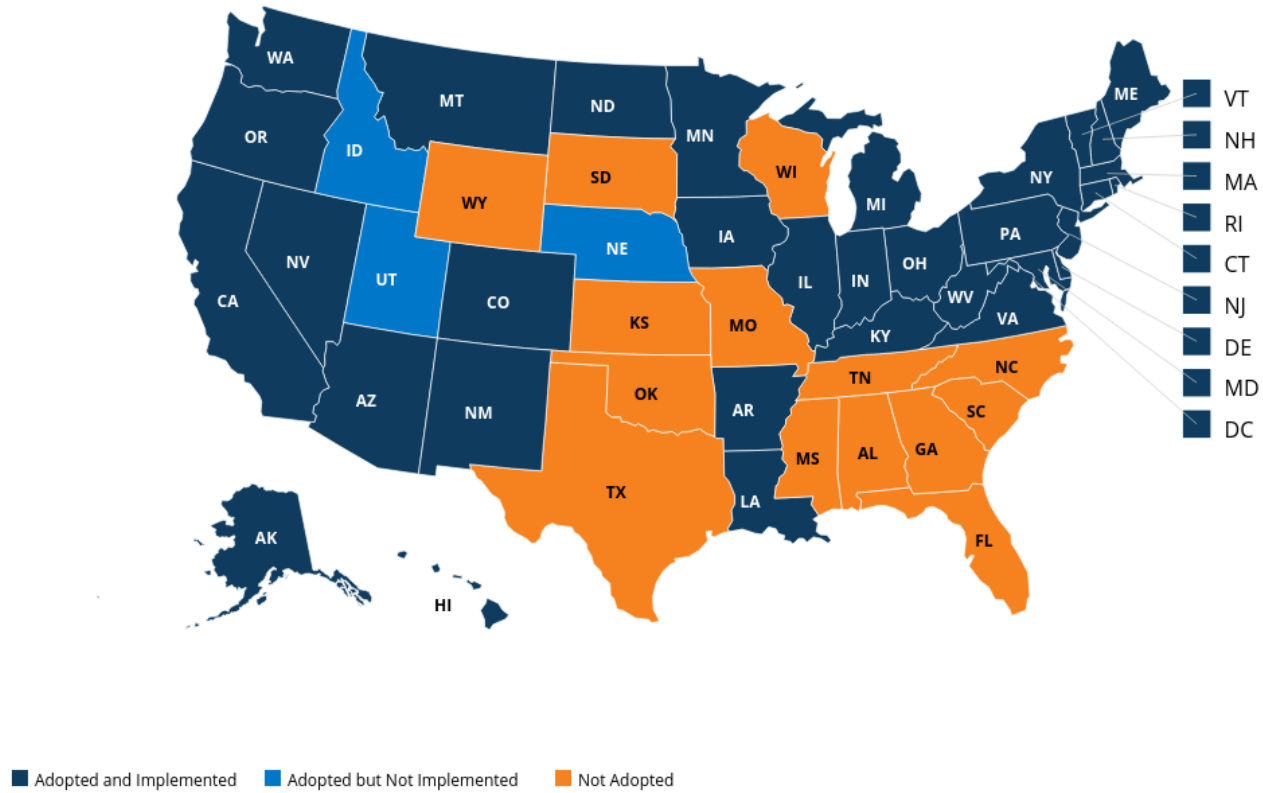 WA
MT
ND
MN
ME
VT
OR
ID
SD
WI
NH
WY
MI
NY
MA
NE
IA
PA
RI
NV
UT
CO
IL
IN
OH
WV
CT
CA
KS
MO
KY
VA
NJ
AZ
NM
OK
AR
TN
NC
DE
SC
MD
TX
LA
MS
AL
GA
DC
AK
FL
HI
Adopted and Implemented
Adopted but Not Implemented
Not Adopted